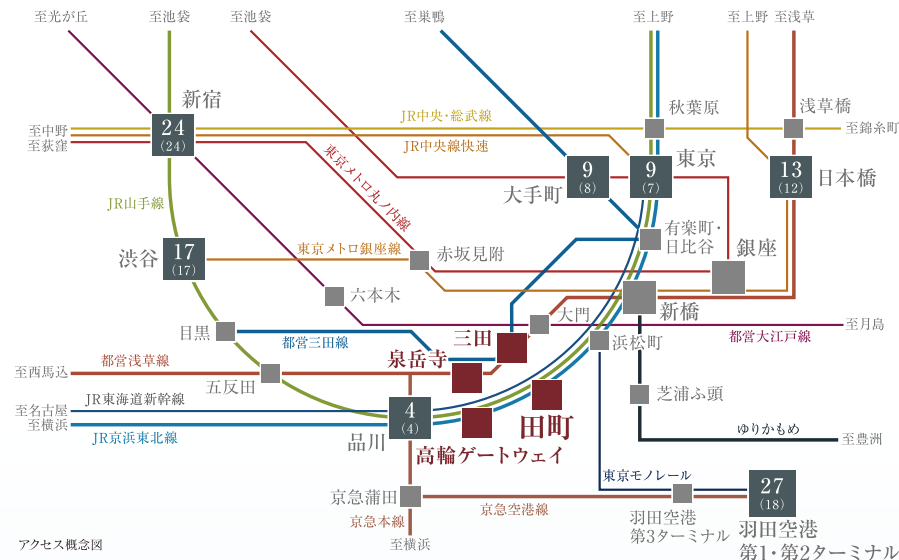 至光が丘
至池袋
至池袋
至巣鴨
至上野
至上野
至浅草
新宿
24
(24)
秋葉原
浅草橋
JR中央・総武線
至中野
至錦糸町
至荻窪
JR中央線快速
東京メトロ丸ノ内線
9
(8)
大手町
9
(7)
東京
13
(12)
日本橋
JR山手線
渋谷
17
(17)
東京メトロ銀座線
赤坂見附
有楽町・
日比谷
銀座
六本木
新橋
大門
至月島
都営大江戸線
目黒
都営三田線
三田
浜松町
泉岳寺
都営浅草線
至西馬込
五反田
JR東海道新幹線
至名古屋
至横浜
JR京浜東北線
4
(4)
品川
田町
高輪ゲートウェイ
芝浦ふ頭
ゆりかもめ
至豊洲
東京モノレール
京急蒲田
京急空港線
京急本線
至横浜
羽田空港
第3ターミナル
27
(18)
羽田空港
第1・第2ターミナル
アクセス概念図